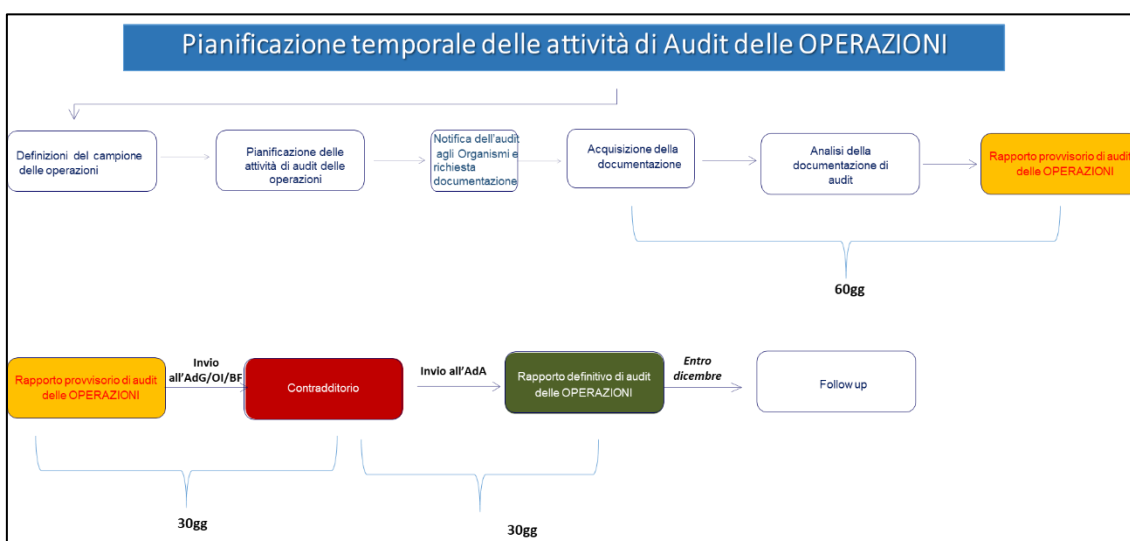 Pianificazione temporale delle attività di Audit delle OPERAZIONI
Definizioni del campione
delle operazioni
Pianificazione delle
attività di audit delle
operazioni
Notifica dell'audit
agli Organismi e
richiesta
documentazione
Acquisizione della
documentazione
Analisi della
documentazione di
audit
Rapporto provvisorio di audit
delle OPERAZIONI
60gg
Rapporto provvisorio di audit
delle OPERAZIONI
Invio
all'AdG/OI/BF
Contradditorio
Invio all'AdA
Rapporto definitivo di audit
delle OPERAZIONI
Entro
dicembre
Follow up
30gg
30gg